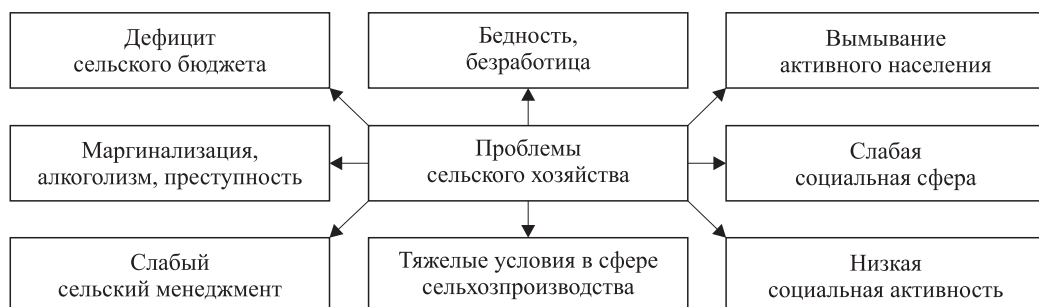 Дефицит
сельского бюджета
Бедность,
безработица
Вымывание
активного населения
Маргинализация,
алкоголизм, преступность
Проблемы
сельского хозяйства
Слабая
социальная сфера
Слабый
сельский менеджмент
Тяжелые условия в сфере
сельхозпроизводства
Низкая
социальная активность